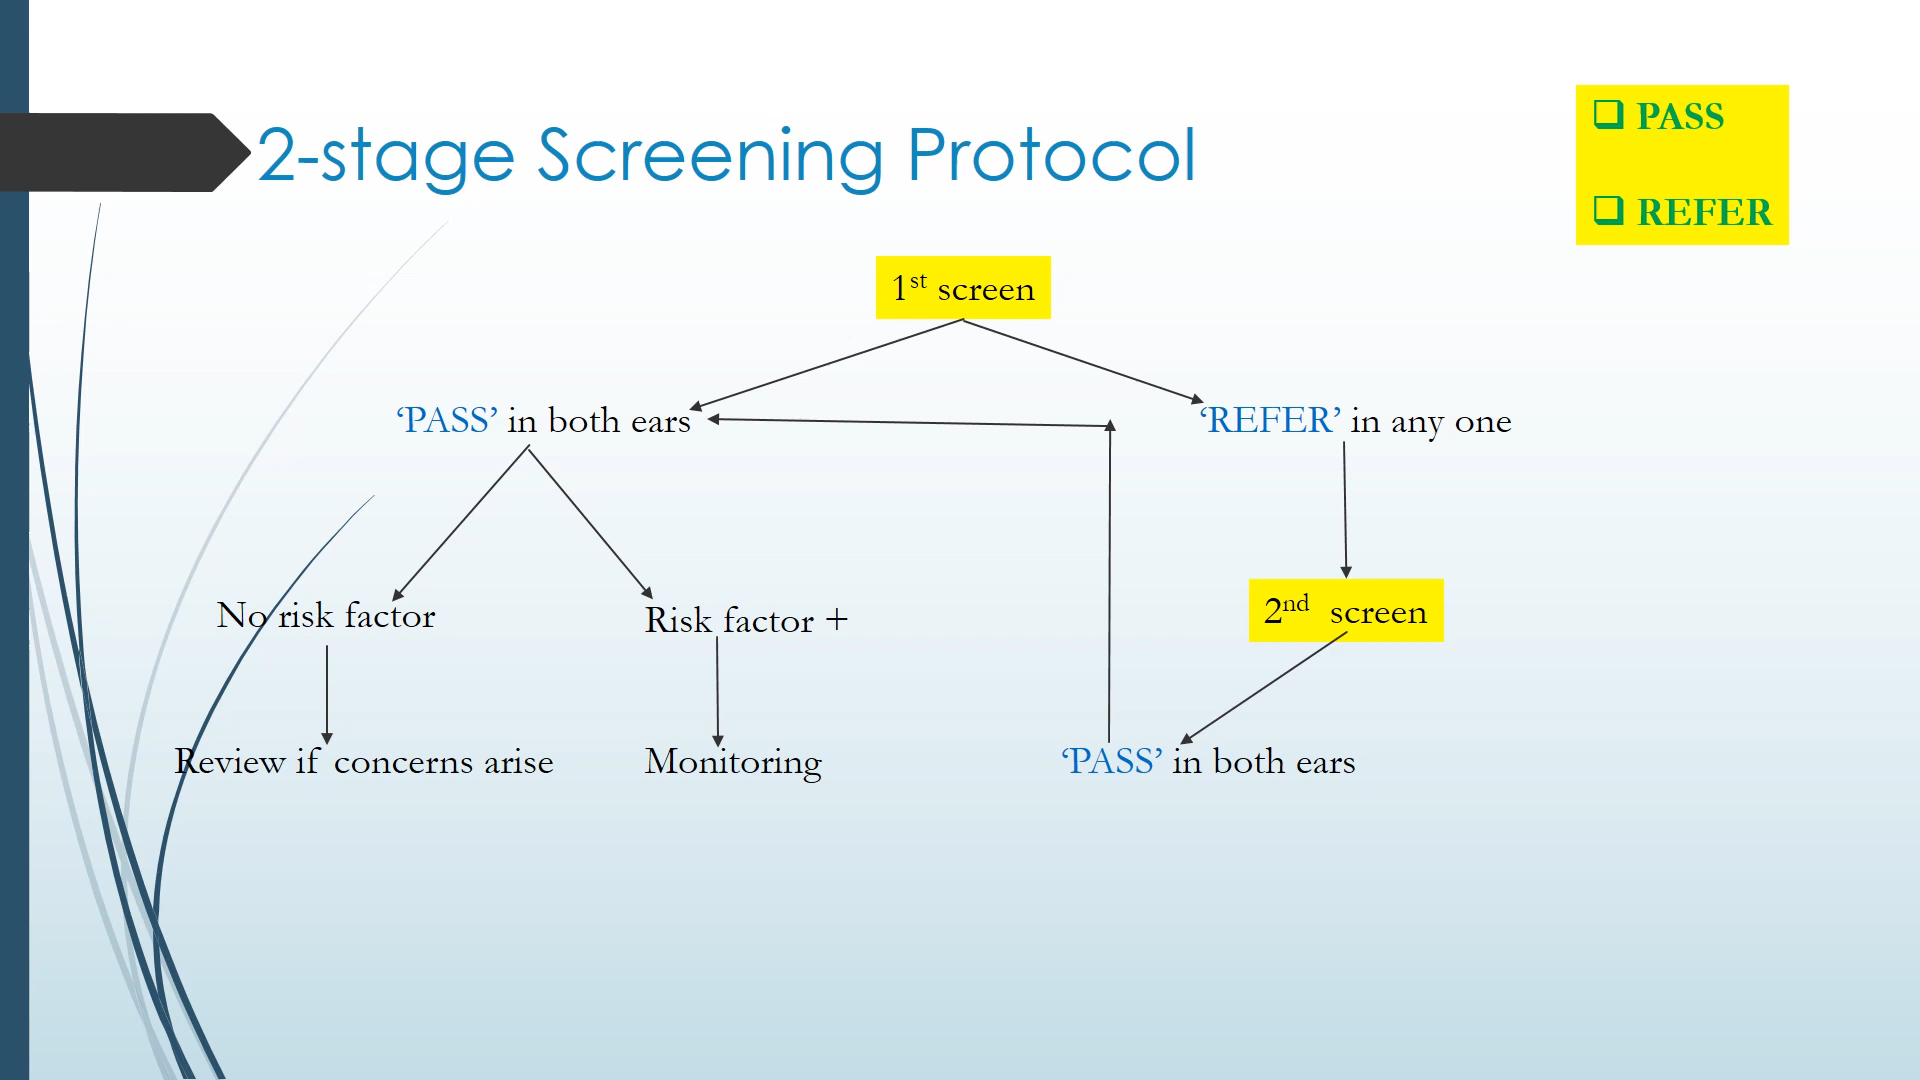 2-stage Screening Protocol
❑ PASS
❑ REFER
1st screen
‘PASS’ in both ears
‘REFER’ in any one
No risk factor
Risk factor +
2nd screen
Review if concerns arise
Monitoring
‘PASS’ in both ears